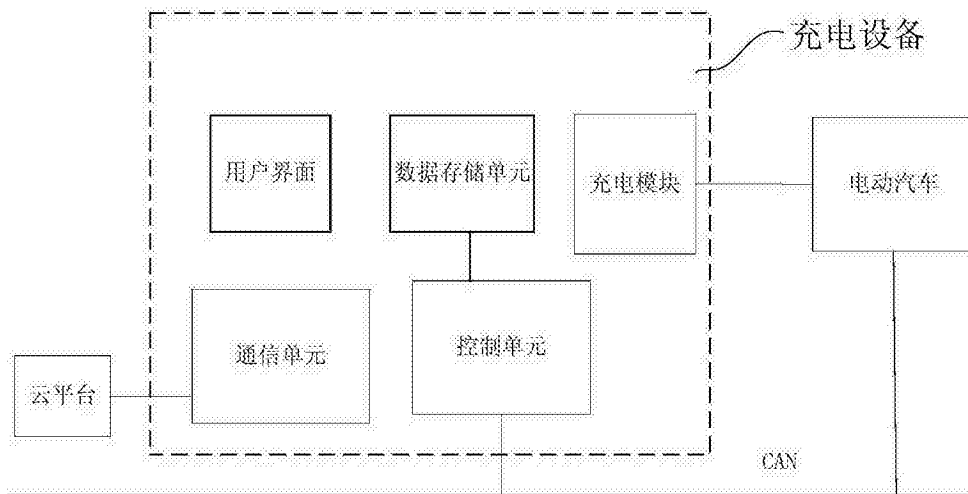 充电设备
用户界面
数据存储单元
充电模块
电动汽车
通信单元
控制单元
云平台
CAN